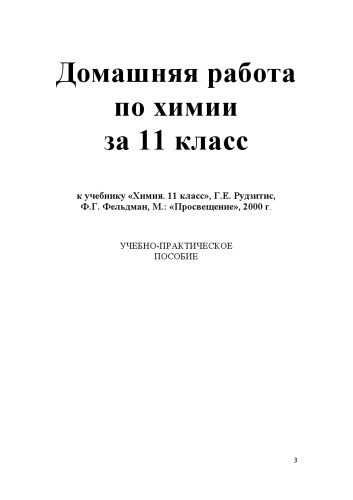 Домашняя работа
по химии
за 11 класс
к учебнику «Химия. 11 класс», Г.Е. Рудзитис,
Ф.Г. Фельдман, М.: «Просвещение», 2000 г.
УЧЕБНО-ПРАКТИЧЕСКОЕ
ПОСОБИЕ
3